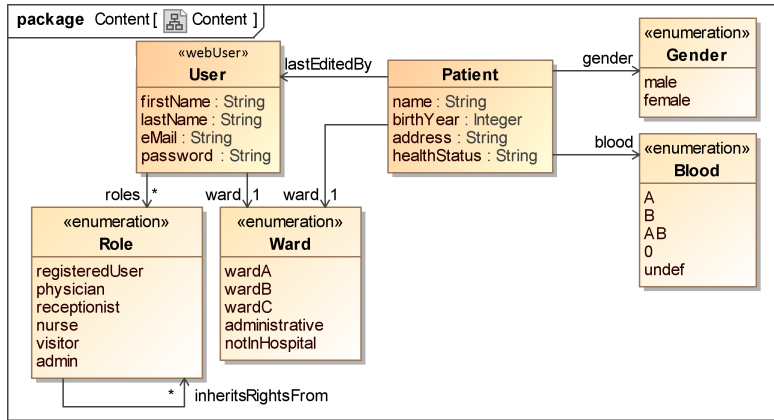 package Content [ Content ]
«webUser»
User
firstName : String
lastName : String
eMail : String
password : String
lastEditedBy
Patient
name : String
birthYear : Integer
address : String
healthStatus : String
gender
«enumeration»
Gender
male
female
blood
«enumeration»
Blood
A
B
AB
0
undef
roles *
ward 1
ward 1
«enumeration»
Role
registeredUser
physician
receptionist
nurse
visitor
admin
* inheritsRightsFrom
«enumeration»
Ward
wardA
wardB
wardC
administrative
notInHospital